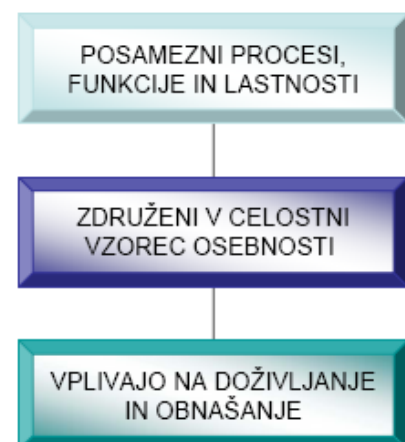 POSAMEZNI PROCESI,
FUNKCIJE IN LASTNOSTI
ZDRUŽENI V CELOSTNI
VZOREC OSEBNOSTI
VPLIVAJO NA DOŽIVLJANJE
IN OBNAŠANJE